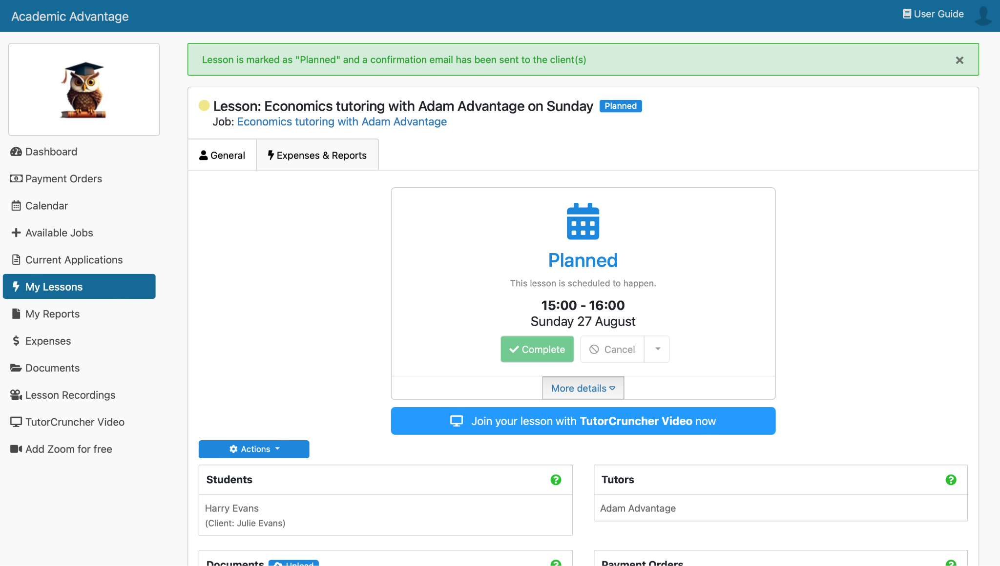 Academic Advantage
User Guide
Lesson is marked as "Planned" and a confirmation email has been sent to the client(s)
Lesson: Economics tutoring with Adam Advantage on Sunday Planned
Job: Economics tutoring with Adam Advantage
General
Expenses & Reports
Dashboard
Payment Orders
Calendar
Available Jobs
Current Applications
My Lessons
My Reports
Expenses
Documents
Lesson Recordings
TutorCruncher Video
Add Zoom for free
Planned
This lesson is scheduled to happen.
15:00 - 16:00
Sunday 27 August
Complete
Cancel
More details
Join your lesson with TutorCruncher Video now
Actions
Students
Harry Evans
(Client: Julie Evans)
Tutors
Adam Advantage
Documents Upload
Payment Orders